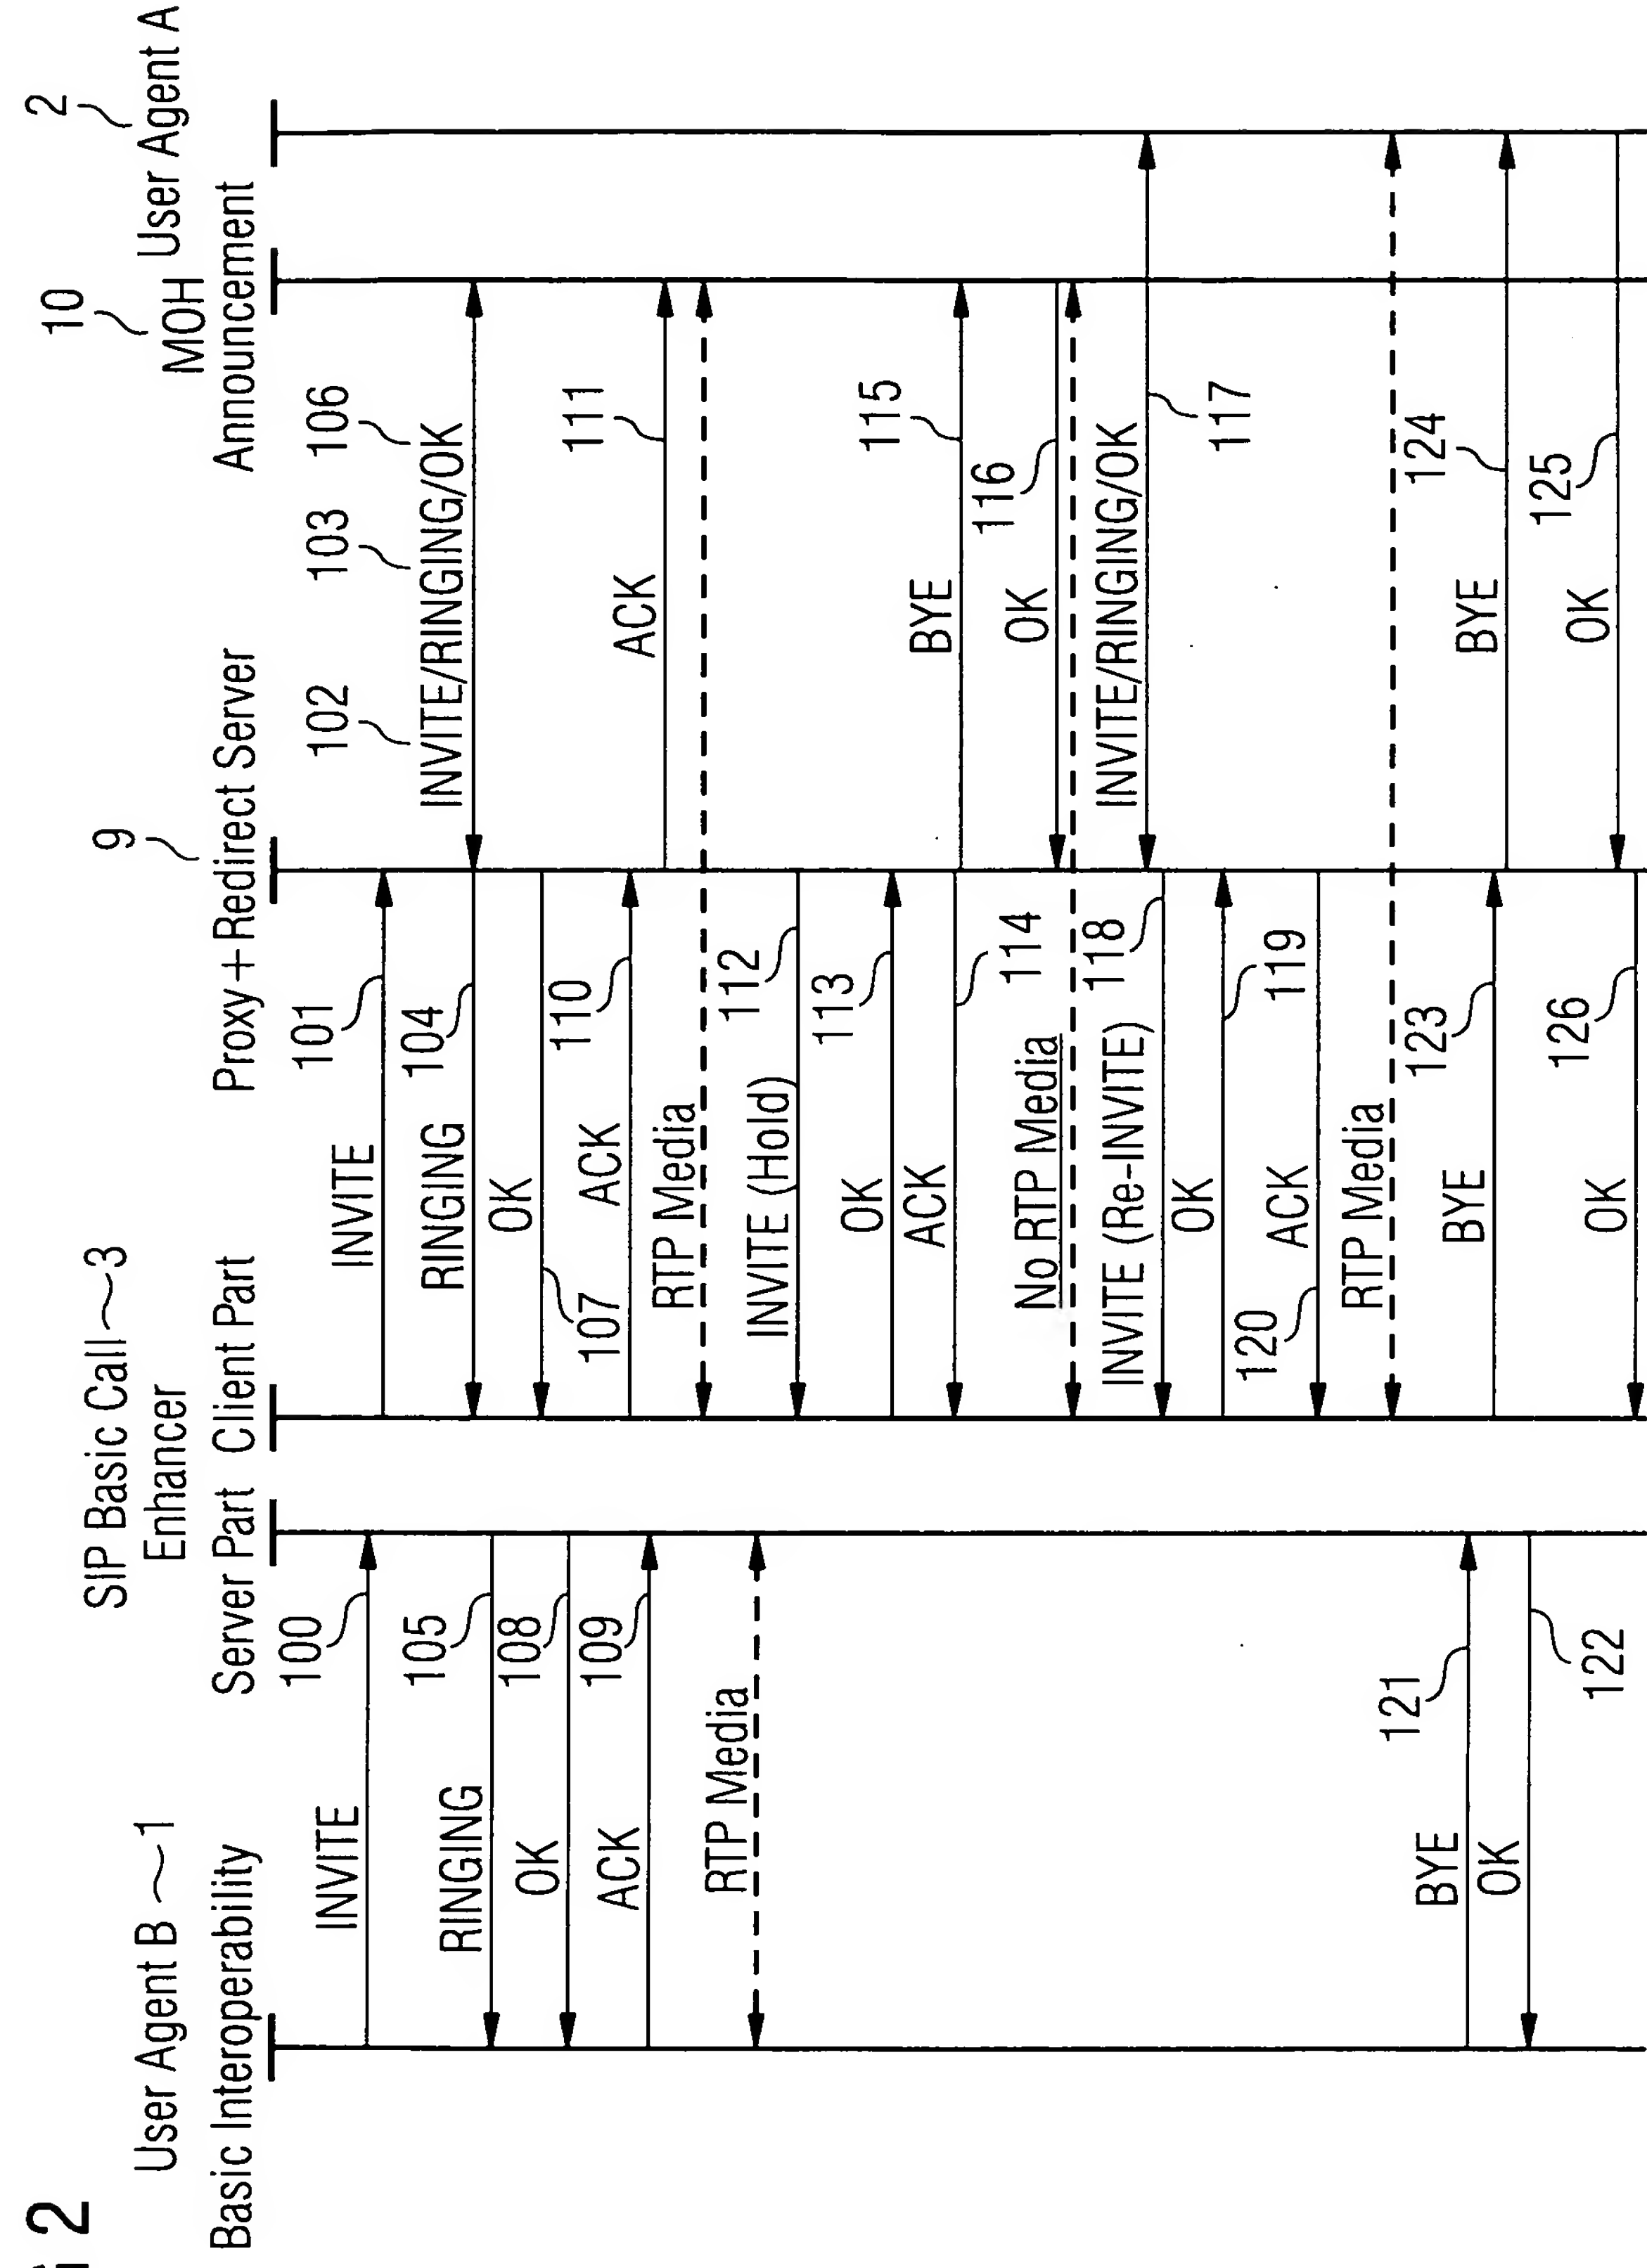 FIG 2
User Agent B ~ 1
Basic Interoperability
SIP Basic Call ~ 3
Enhancer
Server Part
Client Part
9
Proxy+Redirect Server
10
MOH
Announcement
2
User Agent A
INVITE
100
INVITE
101
102
103
106
INVITE/RINGING/OK
RINGING
104
RINGING
105
OK
107
OK
108
ACK
109
ACK
110
ACK
111
RTP Media
RTP Media
INVITE (Hold)
112
OK
113
ACK
114
BYE
115
OK
116
No RTP Media
INVITE/RINGING/OK
117
INVITE (Re-INVITE)
118
OK
119
ACK
120
RTP Media
BYE
121
OK
122
BYE
123
BYE
124
OK
125
OK
126